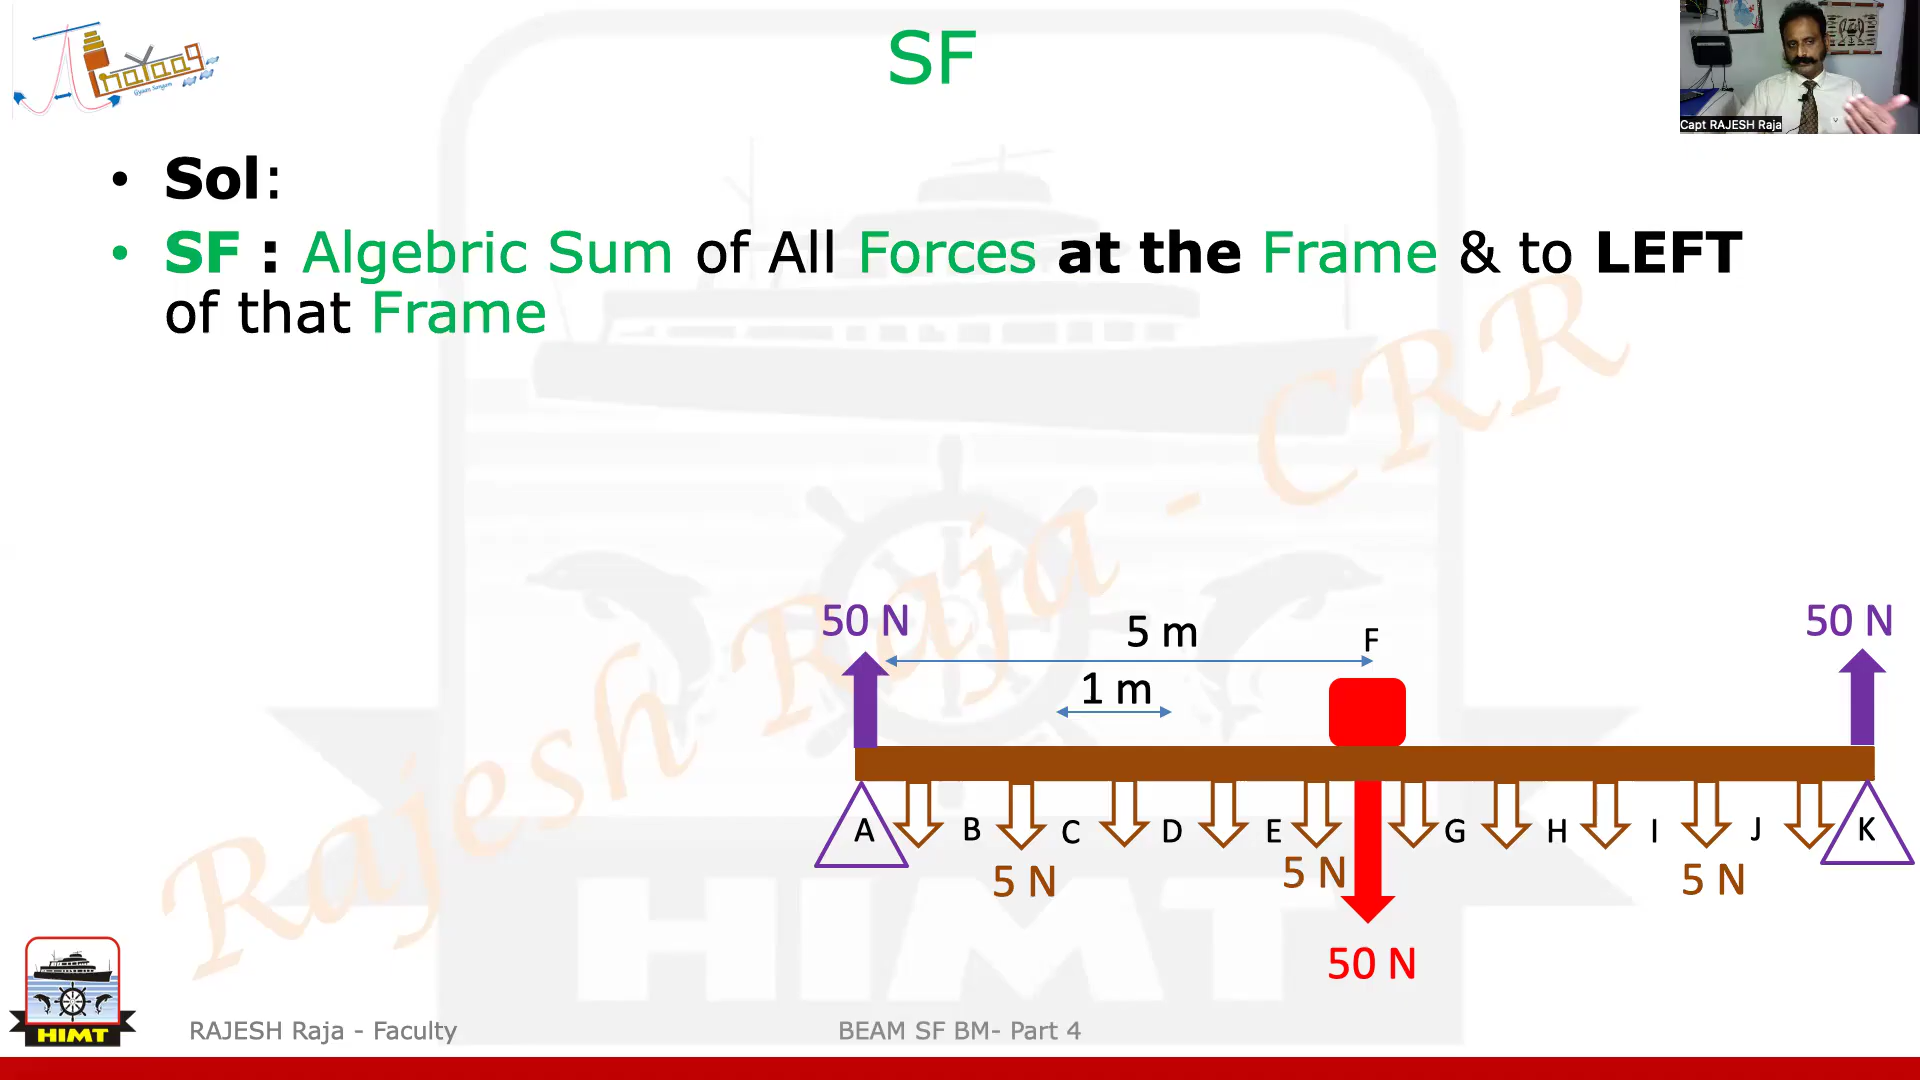 SF
Capt RAJESH Raja
• Sol:
• SF : Algebric Sum of All Forces at the Frame & to LEFT
of that Frame
Rajesh Raja - CRR
50 N
5 m
F
50 N
1 m
A B C D E G H I J K
5 N
5 N
5 N
50 N
HIMT
HIMT
RAJESH Raja - Faculty
BEAM SF BM- Part 4